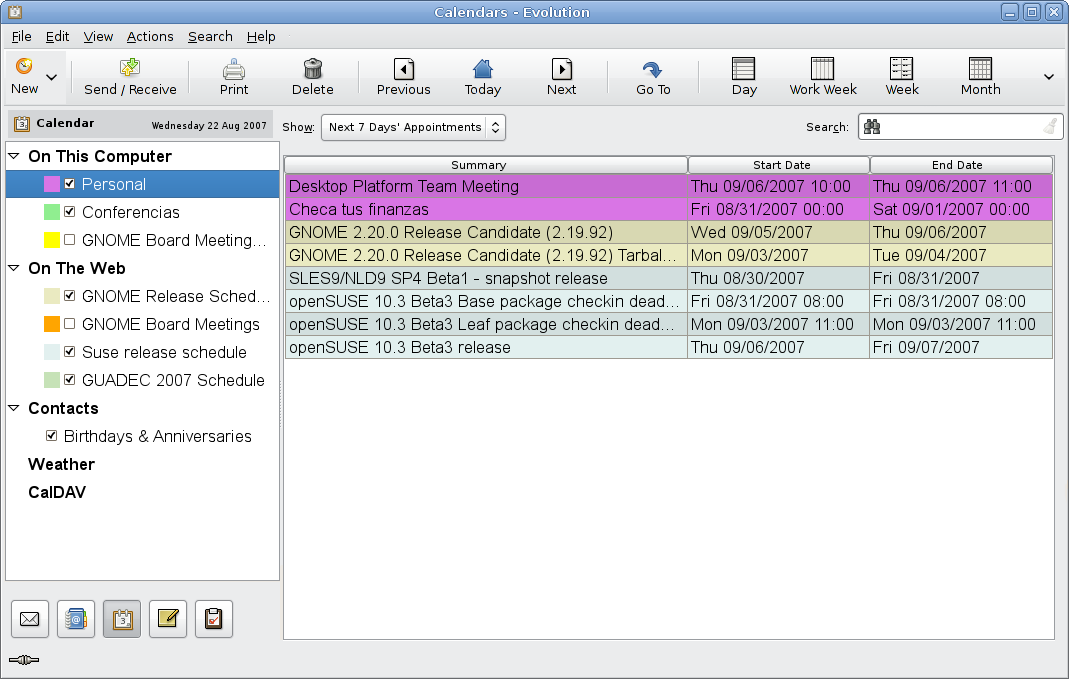 Calendars - Evolution
File Edit View Actions Search Help
New Send / Receive Print Delete Previous Today Next Go To Day Work Week Week Month
Calendar Wednesday 22 Aug 2007 Show: Next 7 Days' Appointments Search:
On This Computer
Personal
Conferencias
GNOME Board Meeting...
On The Web
GNOME Release Sched...
GNOME Board Meetings
Suse release schedule
GUADEC 2007 Schedule
Contacts
Birthdays & Anniversaries
Weather
CalDAV
Summary Start Date End Date
Desktop Platform Team Meeting Thu 09/06/2007 10:00 Thu 09/06/2007 11:00
Checa tus finanzas Fri 08/31/2007 00:00 Sat 09/01/2007 00:00
GNOME 2.20.0 Release Candidate (2.19.92) Wed 09/05/2007 Thu 09/06/2007
GNOME 2.20.0 Release Candidate (2.19.92) Tarbal... Mon 09/03/2007 Tue 09/04/2007
SLES9/NLD9 SP4 Beta1 - snapshot release Thu 08/30/2007 Fri 08/31/2007
openSUSE 10.3 Beta3 Base package checkin dead... Fri 08/31/2007 08:00 Fri 08/31/2007 08:00
openSUSE 10.3 Beta3 Leaf package checkin dead... Mon 09/03/2007 11:00 Mon 09/03/2007 11:00
openSUSE 10.3 Beta3 release Thu 09/06/2007 Fri 09/07/2007